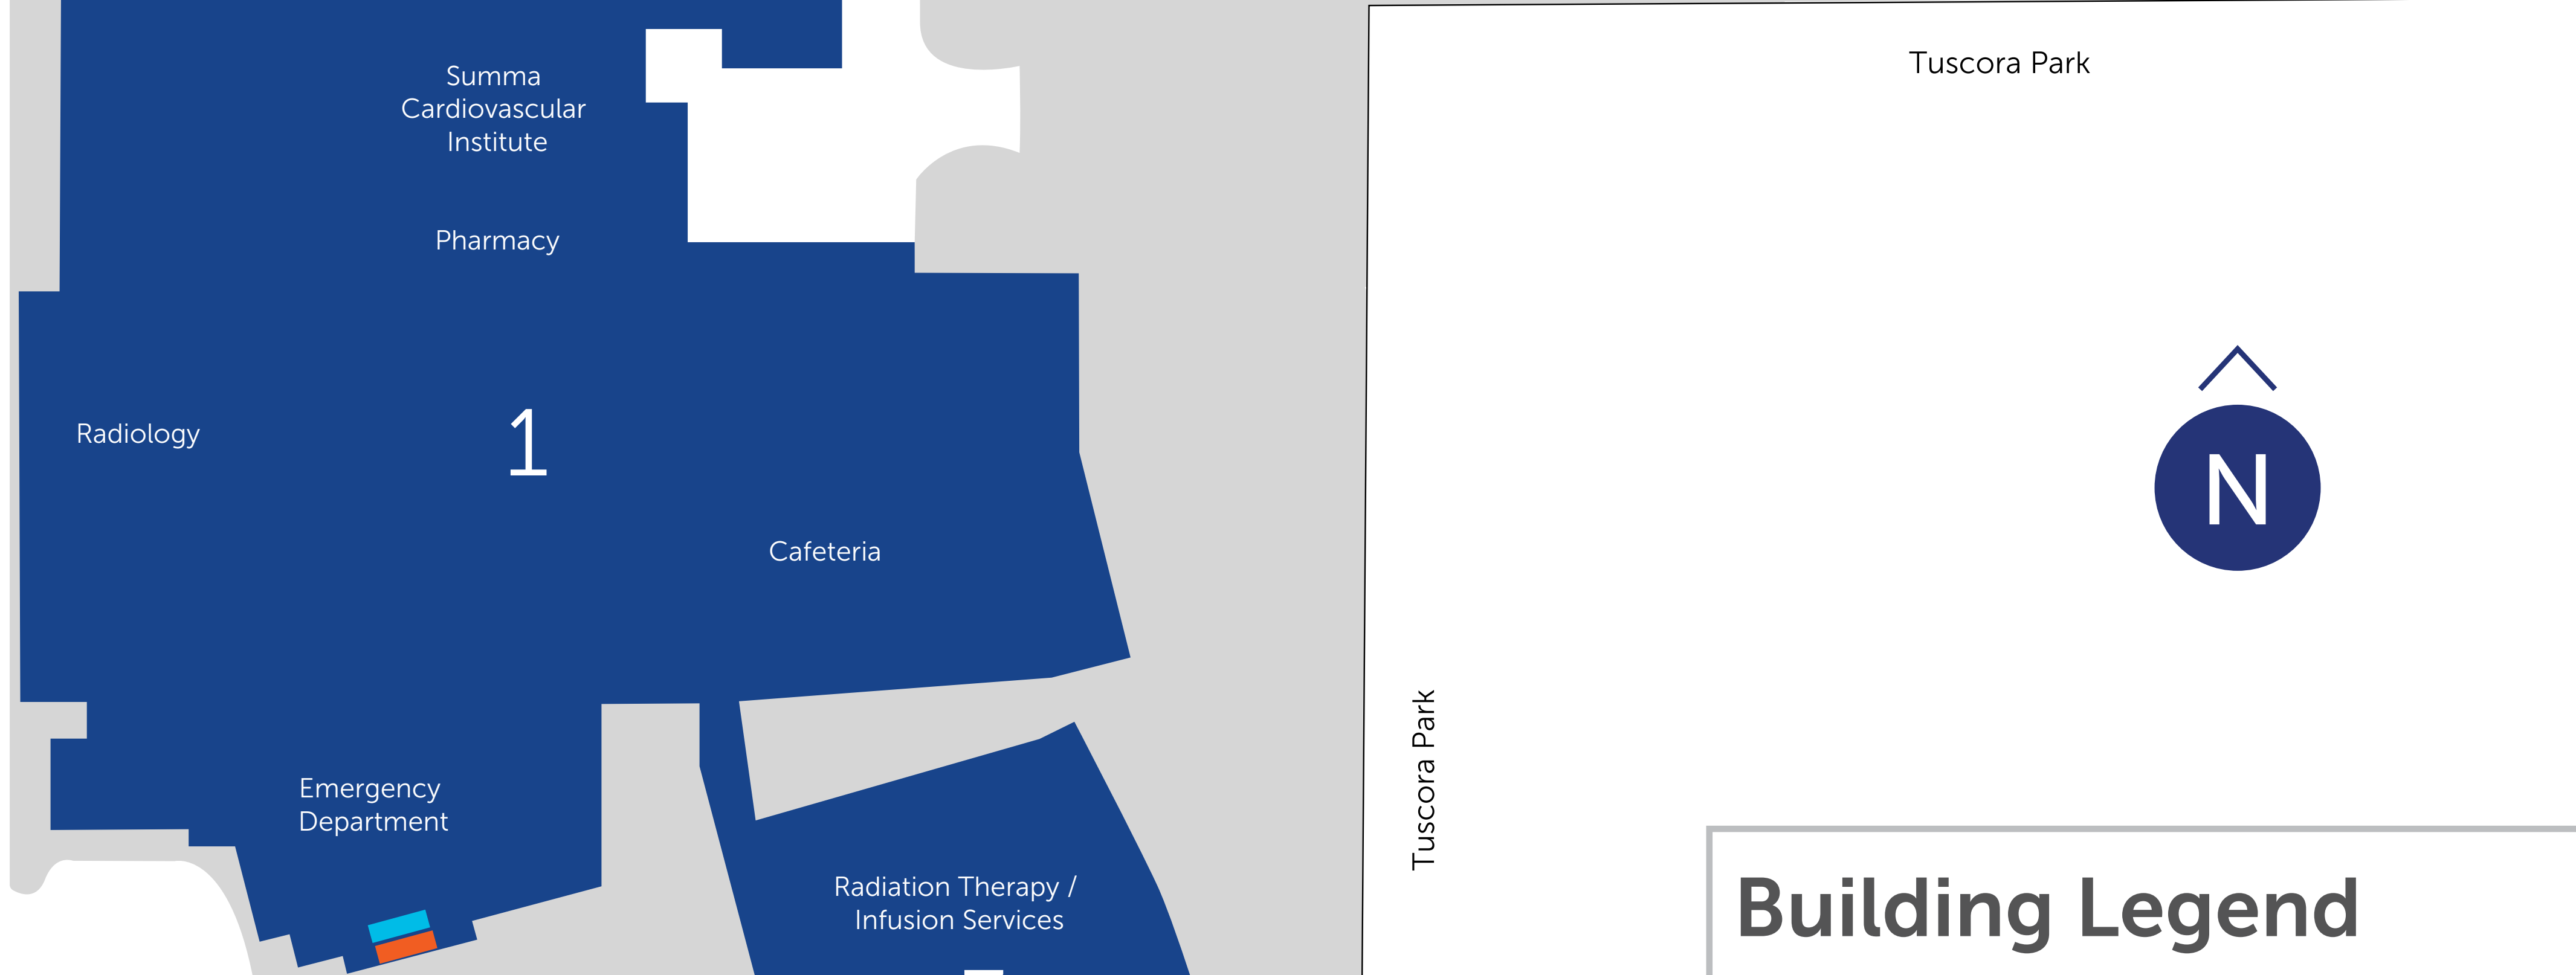 Summa
Cardiovascular
Institute
Tuscora Park
Pharmacy
Radiology
1
N
Cafeteria
Tuscora Park
Emergency
Department
Radiation Therapy /
Infusion Services
Building Legend